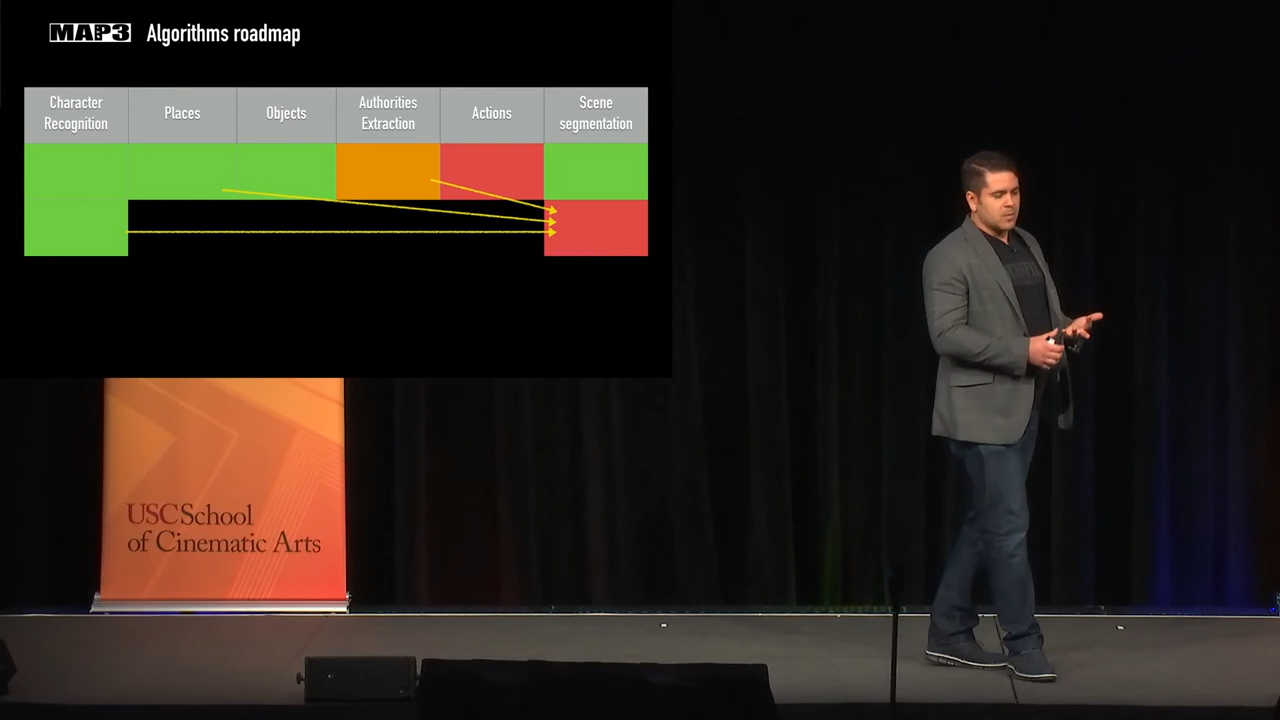 MAP3 Algorithms roadmap
Character
Recognition
Places
Objects
Authorities
Extraction
Actions
Scene
segmentation
USC School
of Cinematic Arts